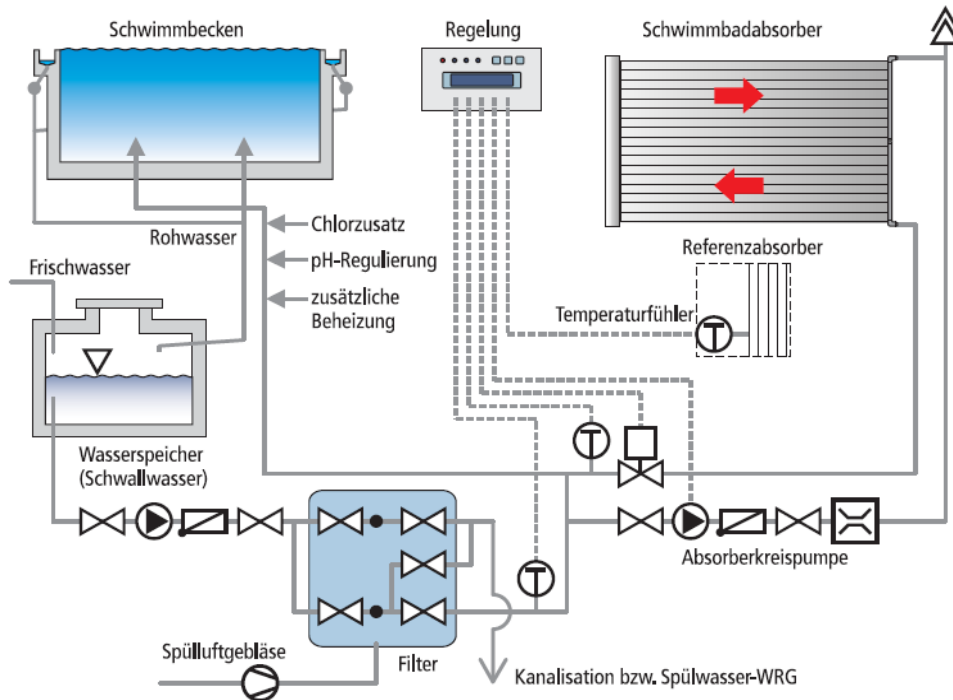 Schwimmbecken
Regelung
Schwimmbadabsorber
Rohwasser
Chlorzusatz
pH-Regulierung
zusätzliche
Beheizung
Frischwasser
Referenzabsorber
Temperaturfühler
T
T
T
Wasserspeicher
(Schwallwasser)
Absorberkreispumpe
Spülluftgebläse
Filter
Kanalisation bzw. Spülwasser-WRG